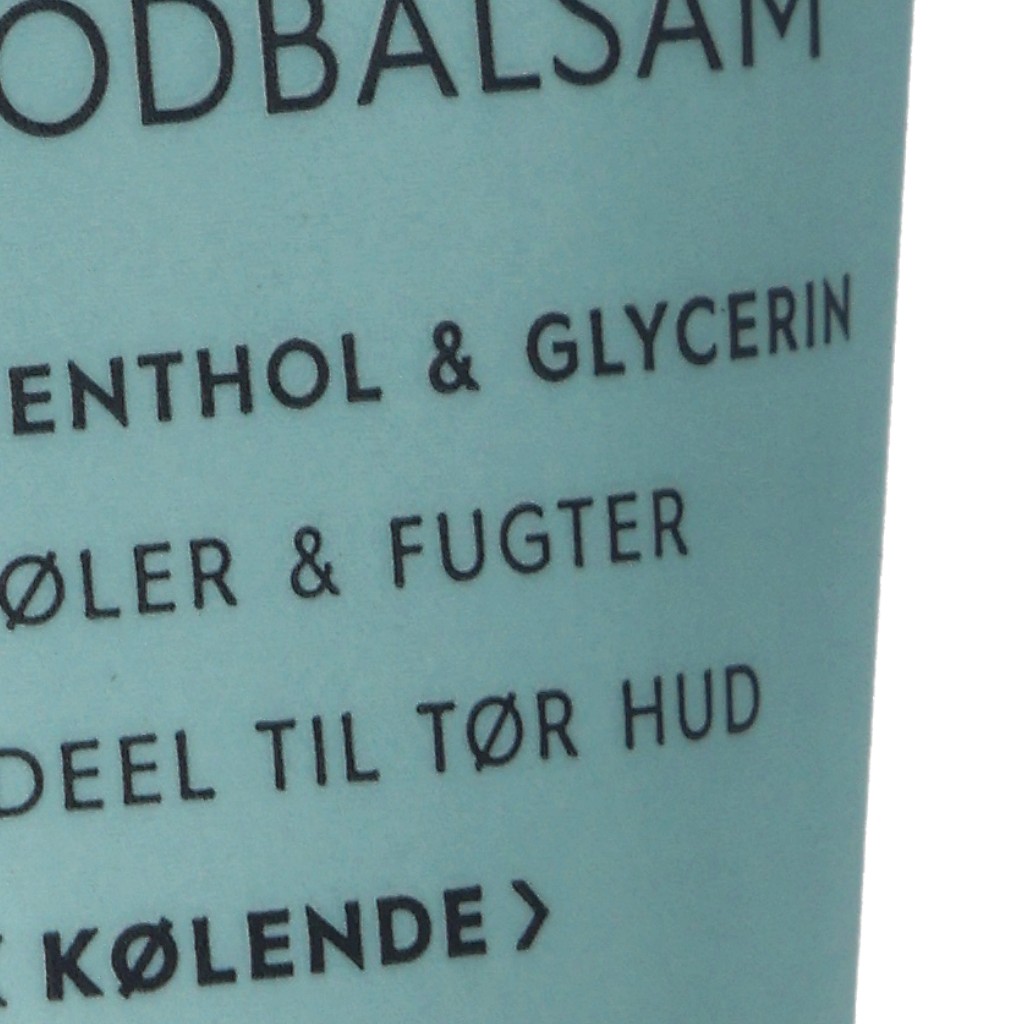 ODBALSAM
ENTHOL & GLYCERIN
ØLER & FUGTER
DEEL TIL TØR HUD
KØLENDE >